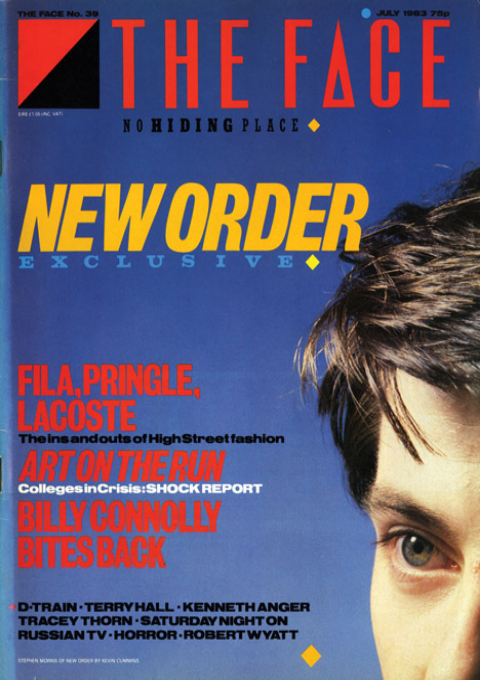 THE FACE No. 39
JULY 1983 75p
THE FACE
NO HIDING PLACE
NEW ORDER
EXCLUSIVE
FILA, PRINGLE,
LACOSTE
The ins and outs of High Street fashion
ART ON THE RUN
Colleges in Crisis: SHOCK REPORT
BILLY CONNOLLY
BITES BACK
D-TRAIN · TERRY HALL · KENNETH ANGER
TRACEY THORN · SATURDAY NIGHT ON
RUSSIAN TV · HORROR · ROBERT WYATT
STEPHEN MORRIS OF NEW ORDER BY KEVIN CUMMINS